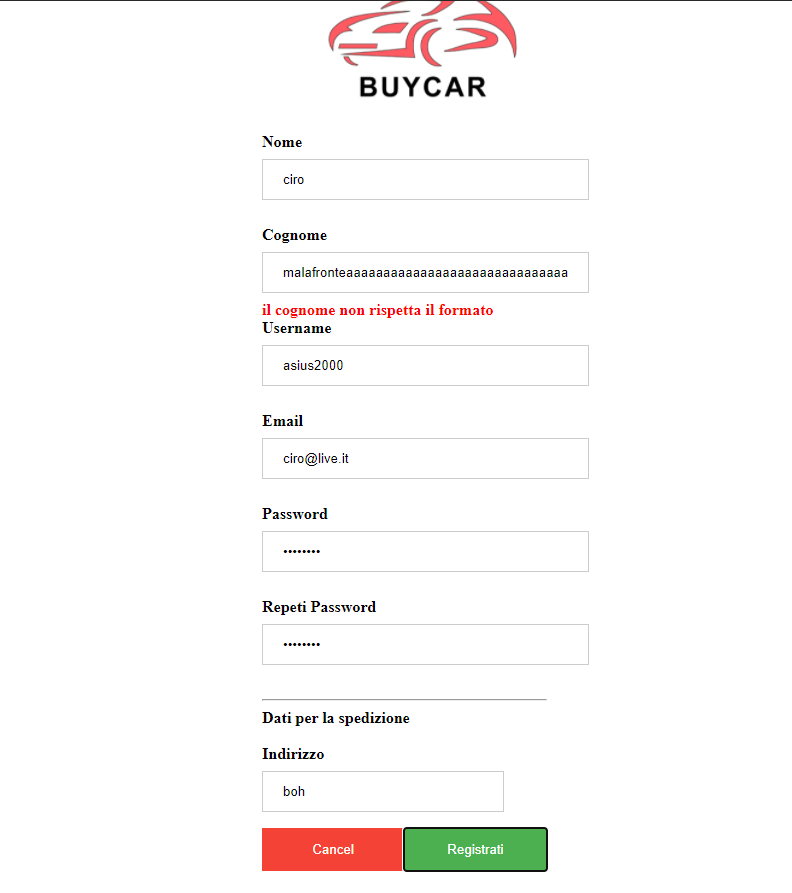 BUYCAR
Nome
ciro
Cognome
malafronteaaaaaaaaaaaaaaaaaaaaaaaaaaaaaa
il cognome non rispetta il formato
Username
asius2000
Email
ciro@live.it
Password
••••••••
Repeti Password
••••••••
Dati per la spedizione
Indirizzo
boh
Cancel Registrati